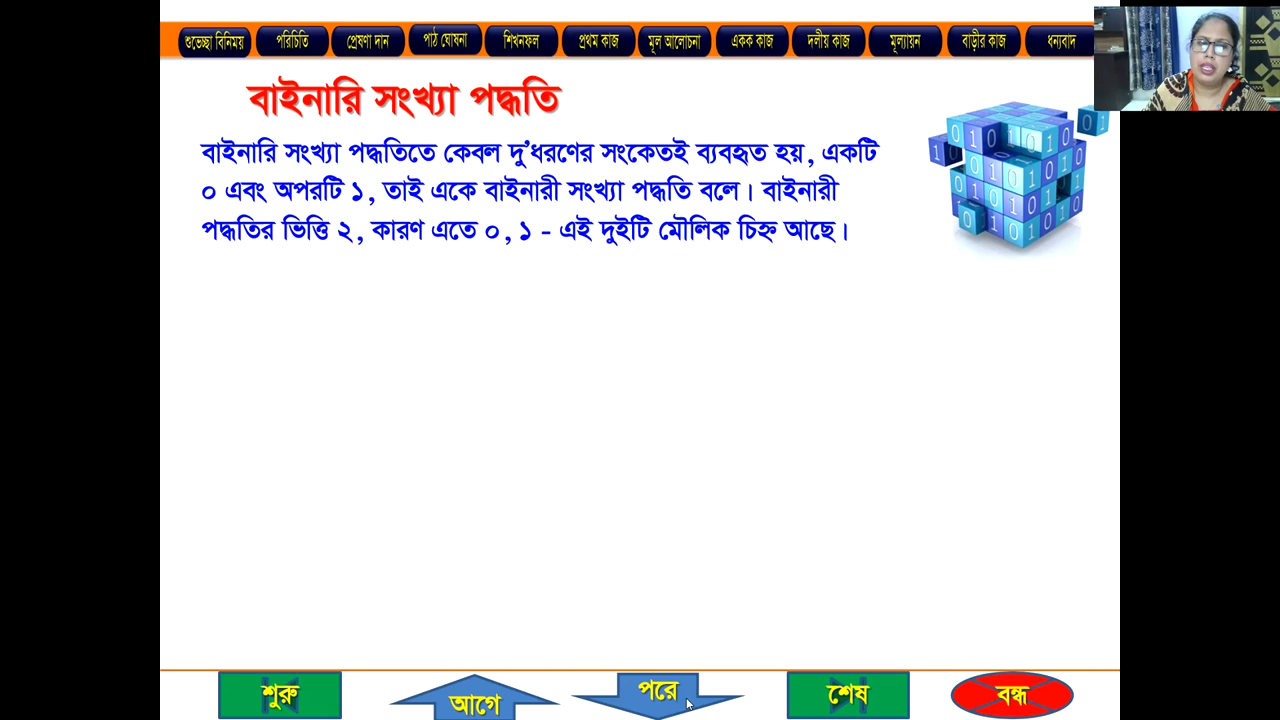 শুভেচ্ছা বিনিময় পরিচিতি প্রেষণা দান পাঠ ঘোষনা শিখনফল প্রথম কাজ মূল আলোচনা একক কাজ দলীয় কাজ মূল্যায়ন বাড়ীর কাজ ধন্যবাদ
বাইনারি সংখ্যা পদ্ধতি
বাইনারি সংখ্যা পদ্ধতিতে কেবল দু’ধরণের সংকেতই ব্যবহৃত হয়, একটি
০ এবং অপরটি ১, তাই একে বাইনারী সংখ্যা পদ্ধতি বলে। বাইনারী
পদ্ধতির ভিত্তি ২, কারণ এতে ০, ১ - এই দুইটি মৌলিক চিহ্ন আছে।
শুরু আগে পরে শেষ বন্ধ